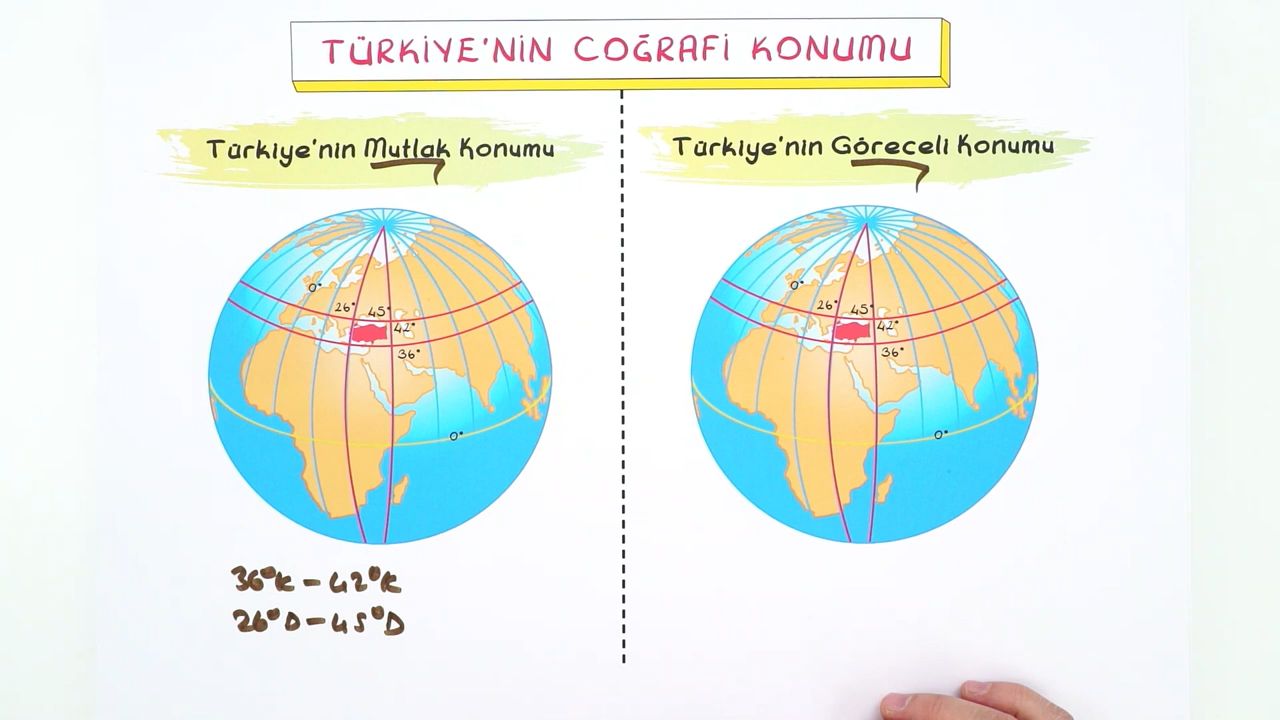 TÜRKİYE'NİN COĞRAFİ KONUMU
Türkiye'nin Mutlak Konumu
0°
26°
45°
42°
36°
0°
36°K - 42°K
26°D - 45°D
Türkiye'nin Göreceli Konumu
0°
26°
45°
42°
36°
0°